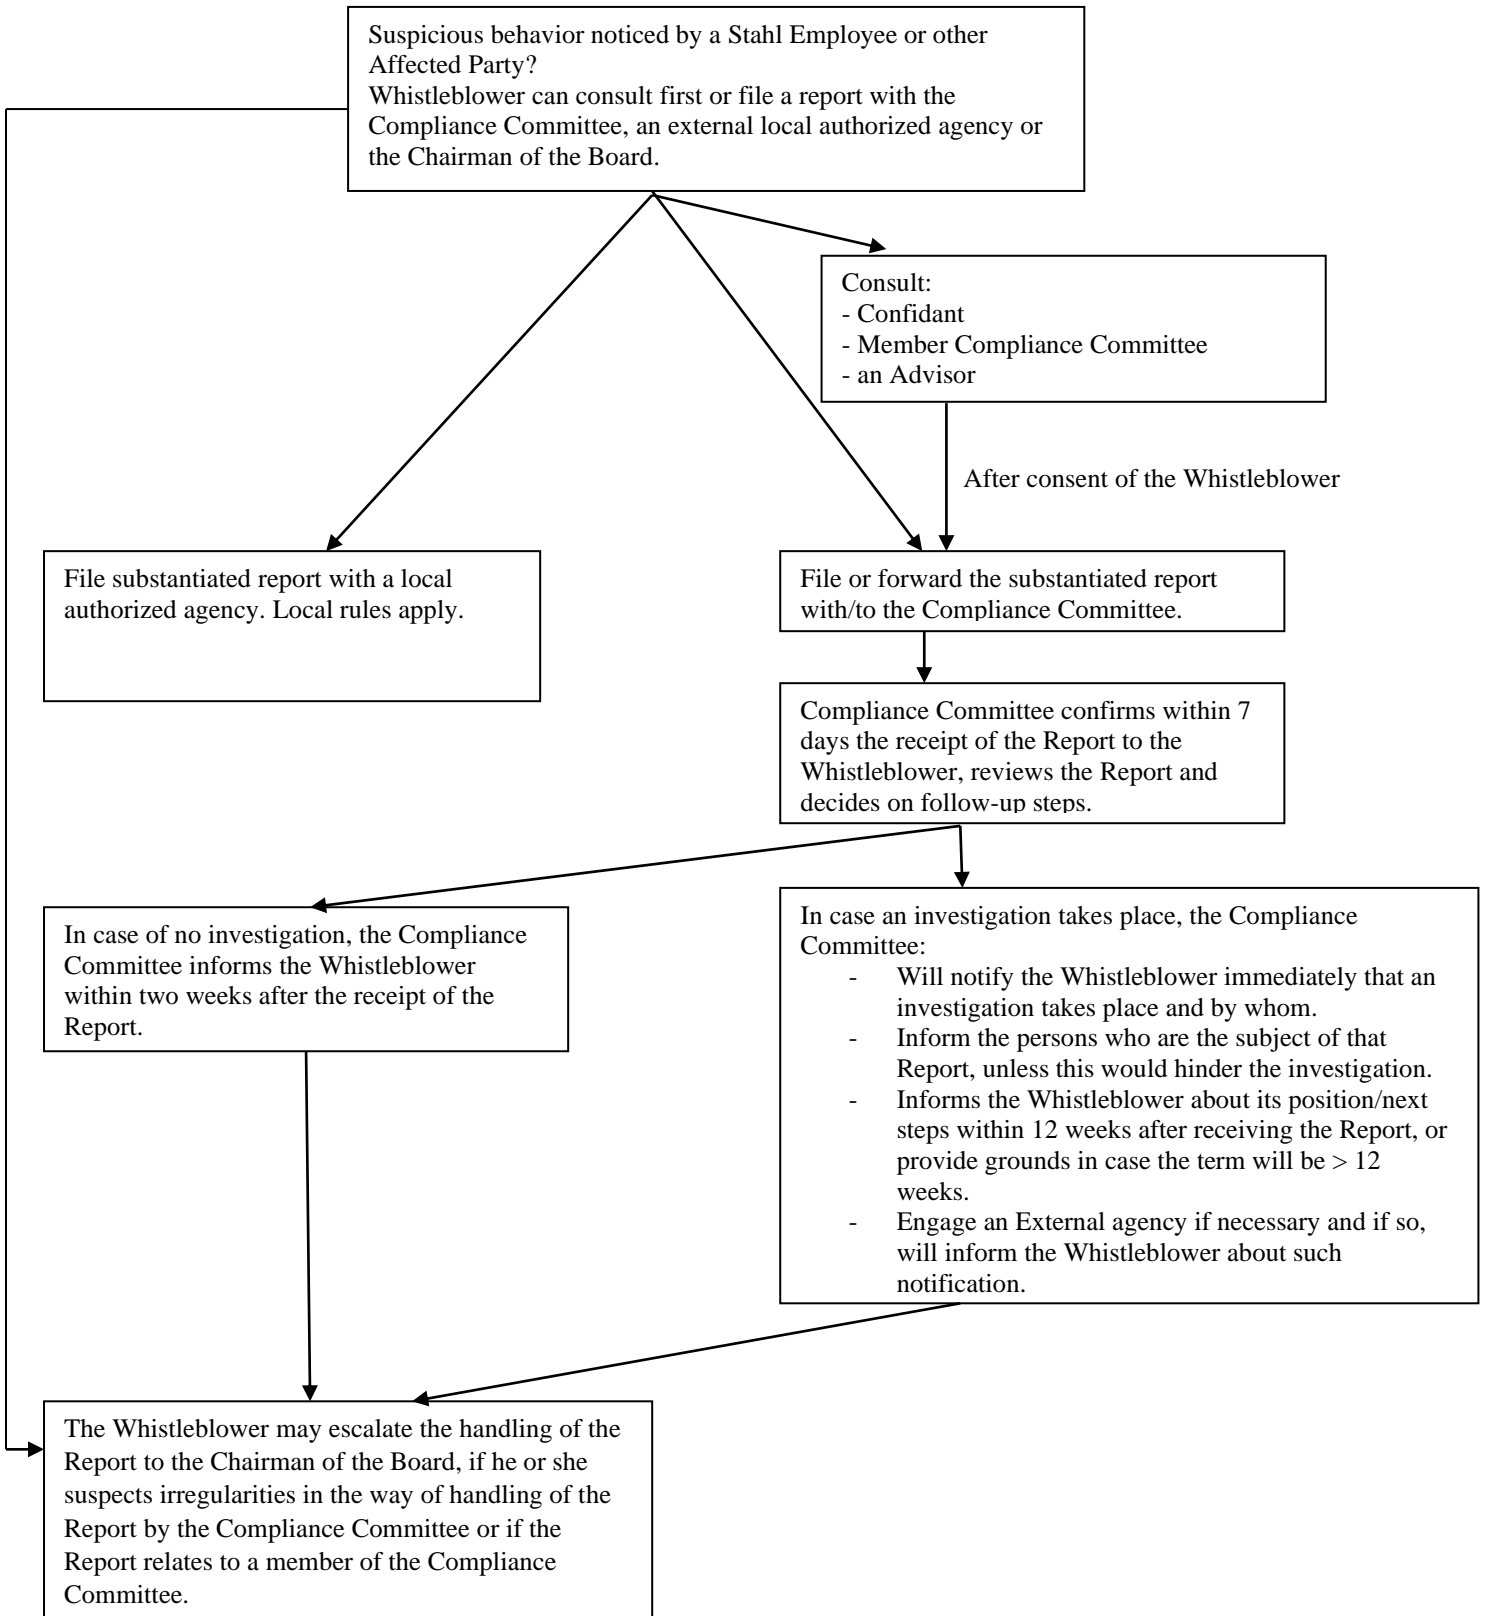 Suspicious behavior noticed by a Stahl Employee or other
Affected Party?
Whistleblower can consult first or file a report with the
Compliance Committee, an external local authorized agency or
the Chairman of the Board.
Consult:
- Confidant
- Member Compliance Committee
- an Advisor
After consent of the Whistleblower
File substantiated report with a local
authorized agency. Local rules apply.
File or forward the substantiated report
with/to the Compliance Committee.
Compliance Committee confirms within 7
days the receipt of the Report to the
Whistleblower, reviews the Report and
decides on follow-up steps.
In case of no investigation, the Compliance
Committee informs the Whistleblower
within two weeks after the receipt of the
Report.
In case an investigation takes place, the Compliance
Committee:
- Will notify the Whistleblower immediately that an
investigation takes place and by whom.
- Inform the persons who are the subject of that
Report, unless this would hinder the investigation.
- Informs the Whistleblower about its position/next
steps within 12 weeks after receiving the Report, or
provide grounds in case the term will be > 12
weeks.
- Engage an External agency if necessary and if so,
will inform the Whistleblower about such
notification.
The Whistleblower may escalate the handling of the
Report to the Chairman of the Board, if he or she
suspects irregularities in the way of handling of the
Report by the Compliance Committee or if the
Report relates to a member of the Compliance
Committee.